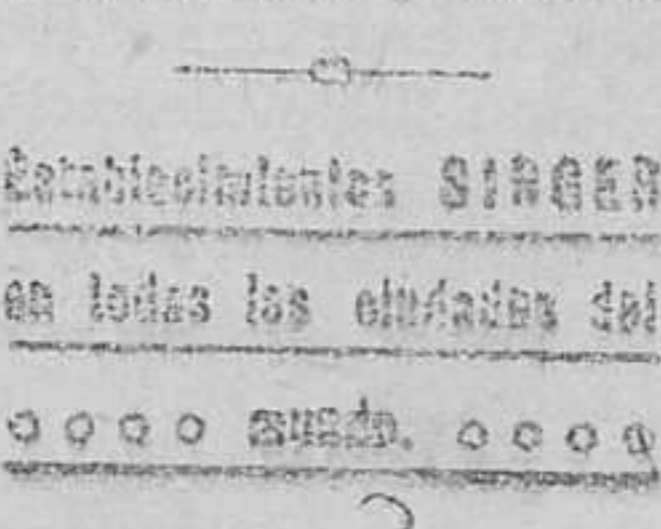 Establecimientos SINGER
en todas las ciudades del
o o o o mundo. o o o o